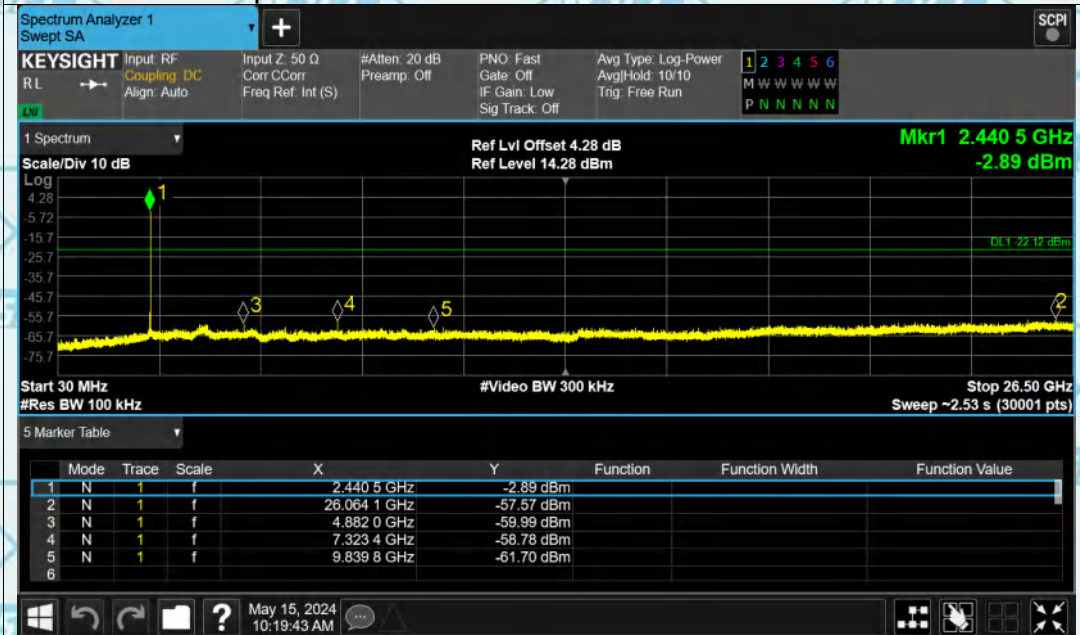 Spectrum Analyzer 1
Swept SA
+
SCPI
KEYSIGHT
RL
LXI
Input: RF
Coupling: DC
Align: Auto
Input Z: 50 Ω
Corr CCorr
Freq Ref: Int (S)
#Atten: 20 dB
Preamp: Off
PNO: Fast
Gate: Off
IF Gain: Low
Sig Track: Off
Avg Type: Log-Power
Avg|Hold: 10/10
Trig: Free Run
1 2 3 4 5 6
M W W W W W
P N N N N N
1 Spectrum
Scale/Div 10 dB
Ref Lvl Offset 4.28 dB
Ref Level 14.28 dBm
Mkr1 2.440 5 GHz
-2.89 dBm
Log
4.28
-5.72
-15.7
-25.7
-35.7
-45.7
-55.7
-65.7
-75.7
1
3
4
5
2
DL1 -22.12 dBm
Start 30 MHz
#Video BW 300 kHz
Stop 26.50 GHz
#Res BW 100 kHz
Sweep ~2.53 s (30001 pts)
5 Marker Table
Mode Trace Scale X Y Function Function Width Function Value
1 N 1 f 2.440 5 GHz -2.89 dBm
2 N 1 f 26.064 1 GHz -57.57 dBm
3 N 1 f 4.882 0 GHz -59.99 dBm
4 N 1 f 7.323 4 GHz -58.78 dBm
5 N 1 f 9.839 8 GHz -61.70 dBm
6
?
May 15, 2024
10:19:43 AM